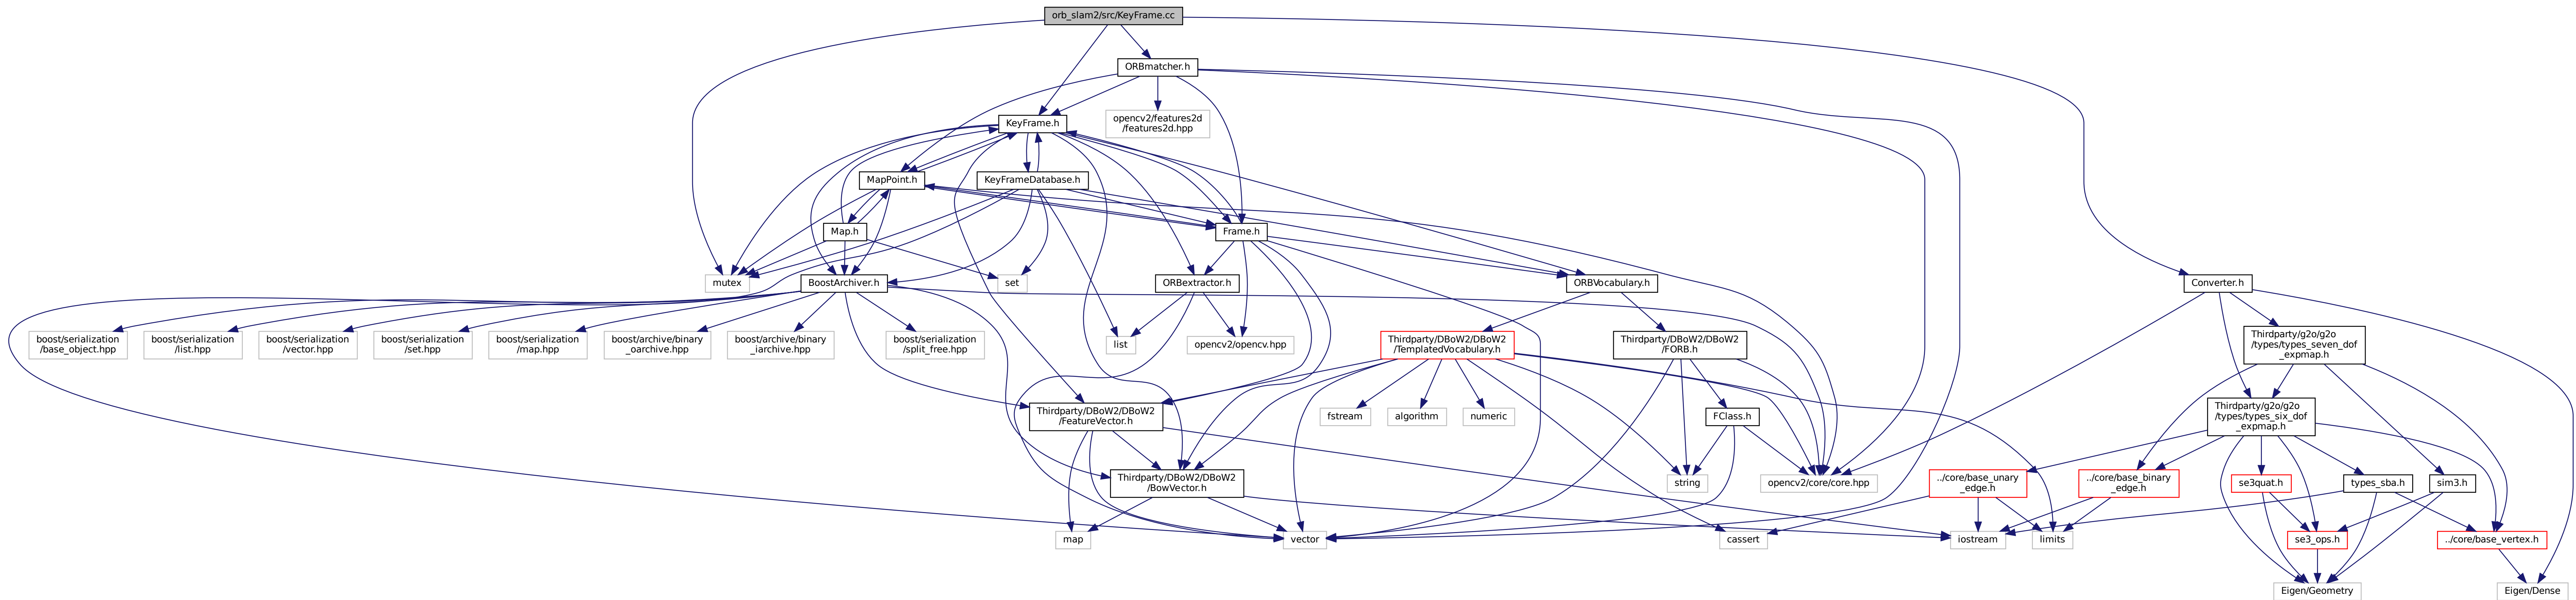 orb_slam2/src/KeyFrame.cc
ORBmatcher.h
opencv2/features2d
/features2d.hpp
KeyFrame.h
MapPoint.h
KeyFrameDatabase.h
Map.h
Frame.h
mutex
BoostArchiver.h
set
ORBextractor.h
ORBVocabulary.h
Converter.h
boost/serialization
/base_object.hpp
boost/serialization
/list.hpp
boost/serialization
/vector.hpp
boost/serialization
/set.hpp
boost/serialization
/map.hpp
boost/archive/binary
_oarchive.hpp
boost/archive/binary
_iarchive.hpp
boost/serialization
/split_free.hpp
list
opencv2/opencv.hpp
Thirdparty/DBoW2/DBoW2
/TemplatedVocabulary.h
Thirdparty/DBoW2/DBoW2
/FORB.h
Thirdparty/g2o/g2o
/types/types_seven_dof
_expmap.h
Thirdparty/DBoW2/DBoW2
/FeatureVector.h
fstream
algorithm
numeric
FClass.h
Thirdparty/g2o/g2o
/types/types_six_dof
_expmap.h
Thirdparty/DBoW2/DBoW2
/BowVector.h
string
opencv2/core/core.hpp
../core/base_unary
_edge.h
../core/base_binary
_edge.h
se3quat.h
types_sba.h
sim3.h
map
vector
cassert
iostream
limits
se3_ops.h
../core/base_vertex.h
Eigen/Geometry
Eigen/Dense